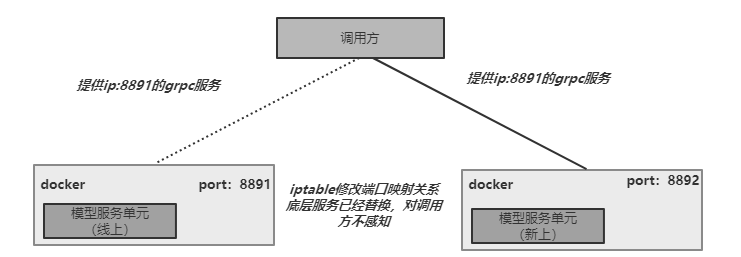 调用方
提供ip:8891的grpc服务
提供ip:8891的grpc服务
docker
port：8891
模型服务单元
（线上）
iptable修改端口映射关系
底层服务已经替换，对调用
方不感知
docker
port：8892
模型服务单元
（新上）